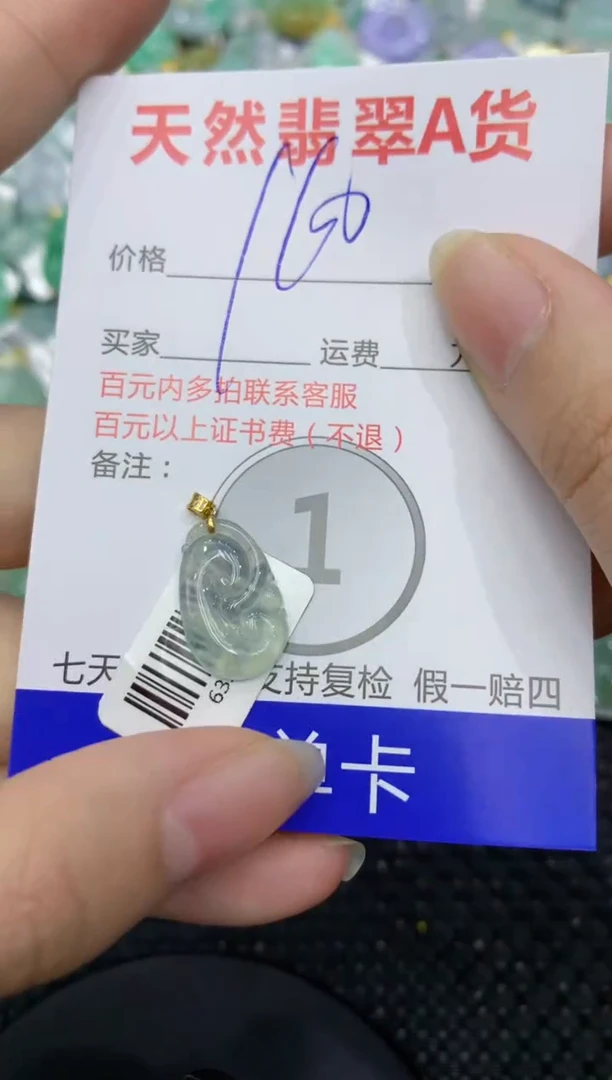 天然翡翠A货
价格
买家 运费
百元内多拍联系客服
百元以上证书费（不退）
备注：
1
七天 支持复检 假一赔四
单卡